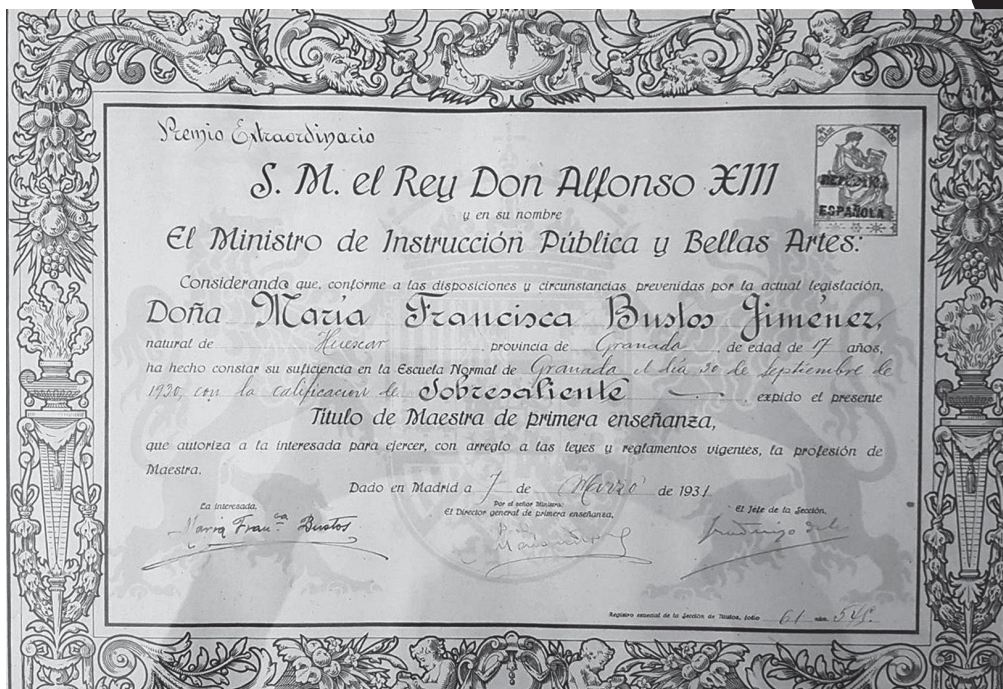 Premio Extraordinario
S. M. el Rey Don Alfonso XIII
y en su nombre
El Ministro de Instrucción Pública y Bellas Artes:
REPUBLICA
ESPAÑOLA
Considerando que, conforme a las disposiciones y circunstancias prevenidas por la actual legislación,
Doña María Francisca Bustos Jiménez,
natural de Huescar provincia de Granada de edad de 17 años,
ha hecho constar su suficiencia en la Escuela Normal de Granada el día 30 de septiembre de
1930, con la calificacion de Sobresaliente expido el presente
Título de Maestra de primera enseñanza,
que autoriza a la interesada para ejercer, con arreglo a las leyes y reglamentos vigentes, la profesión de
Maestra.
Dado en Madrid a 7 de Marzo de 1931
La interesada,
Por el señor Ministro:
El Director general de primera enseñanza,
El Jefe de la Sección,
María Fran.ca Bustos
Registro especial de la Sección de Títulos, folio 61 núm.